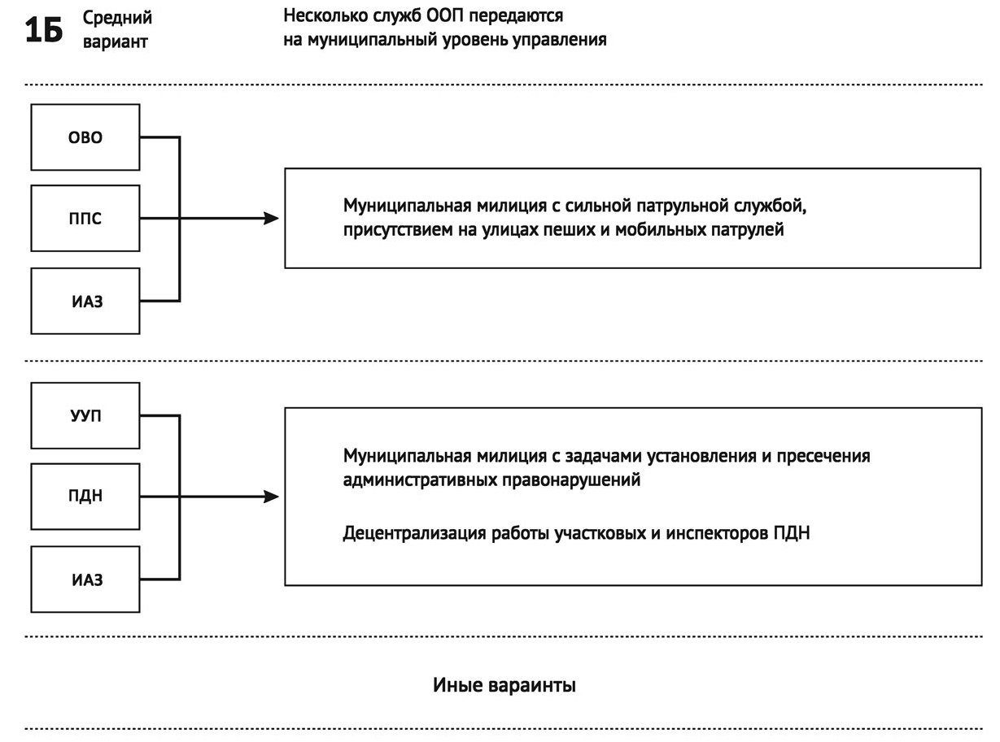 1Б Средний
вариант
Несколько служб ООП передаются
на муниципальный уровень управления
ОВО
ППС
ИАЗ
Муниципальная милиция с сильной патрульной службой,
присутствием на улицах пеших и мобильных патрулей
УУП
ПДН
ИАЗ
Муниципальная милиция с задачами установления и пресечения
административных правонарушений
Децентрализация работы участковых и инспекторов ПДН
Иные вараинты